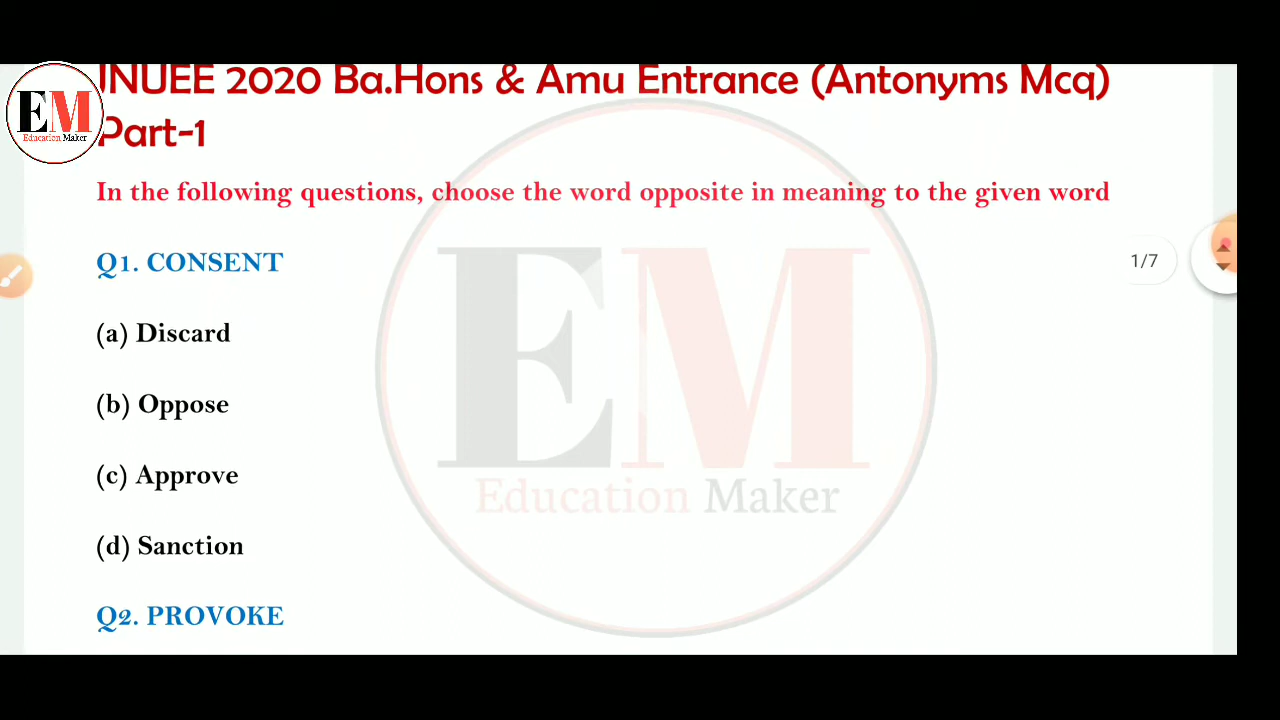 JNUEE 2020 Ba.Hons & Amu Entrance (Antonyms Mcq)
Part-1
EM
Education Maker
In the following questions, choose the word opposite in meaning to the given word
Q1. CONSENT
1/7
(a) Discard
(b) Oppose
(c) Approve
EM
Education Maker
(d) Sanction
Q2. PROVOKE